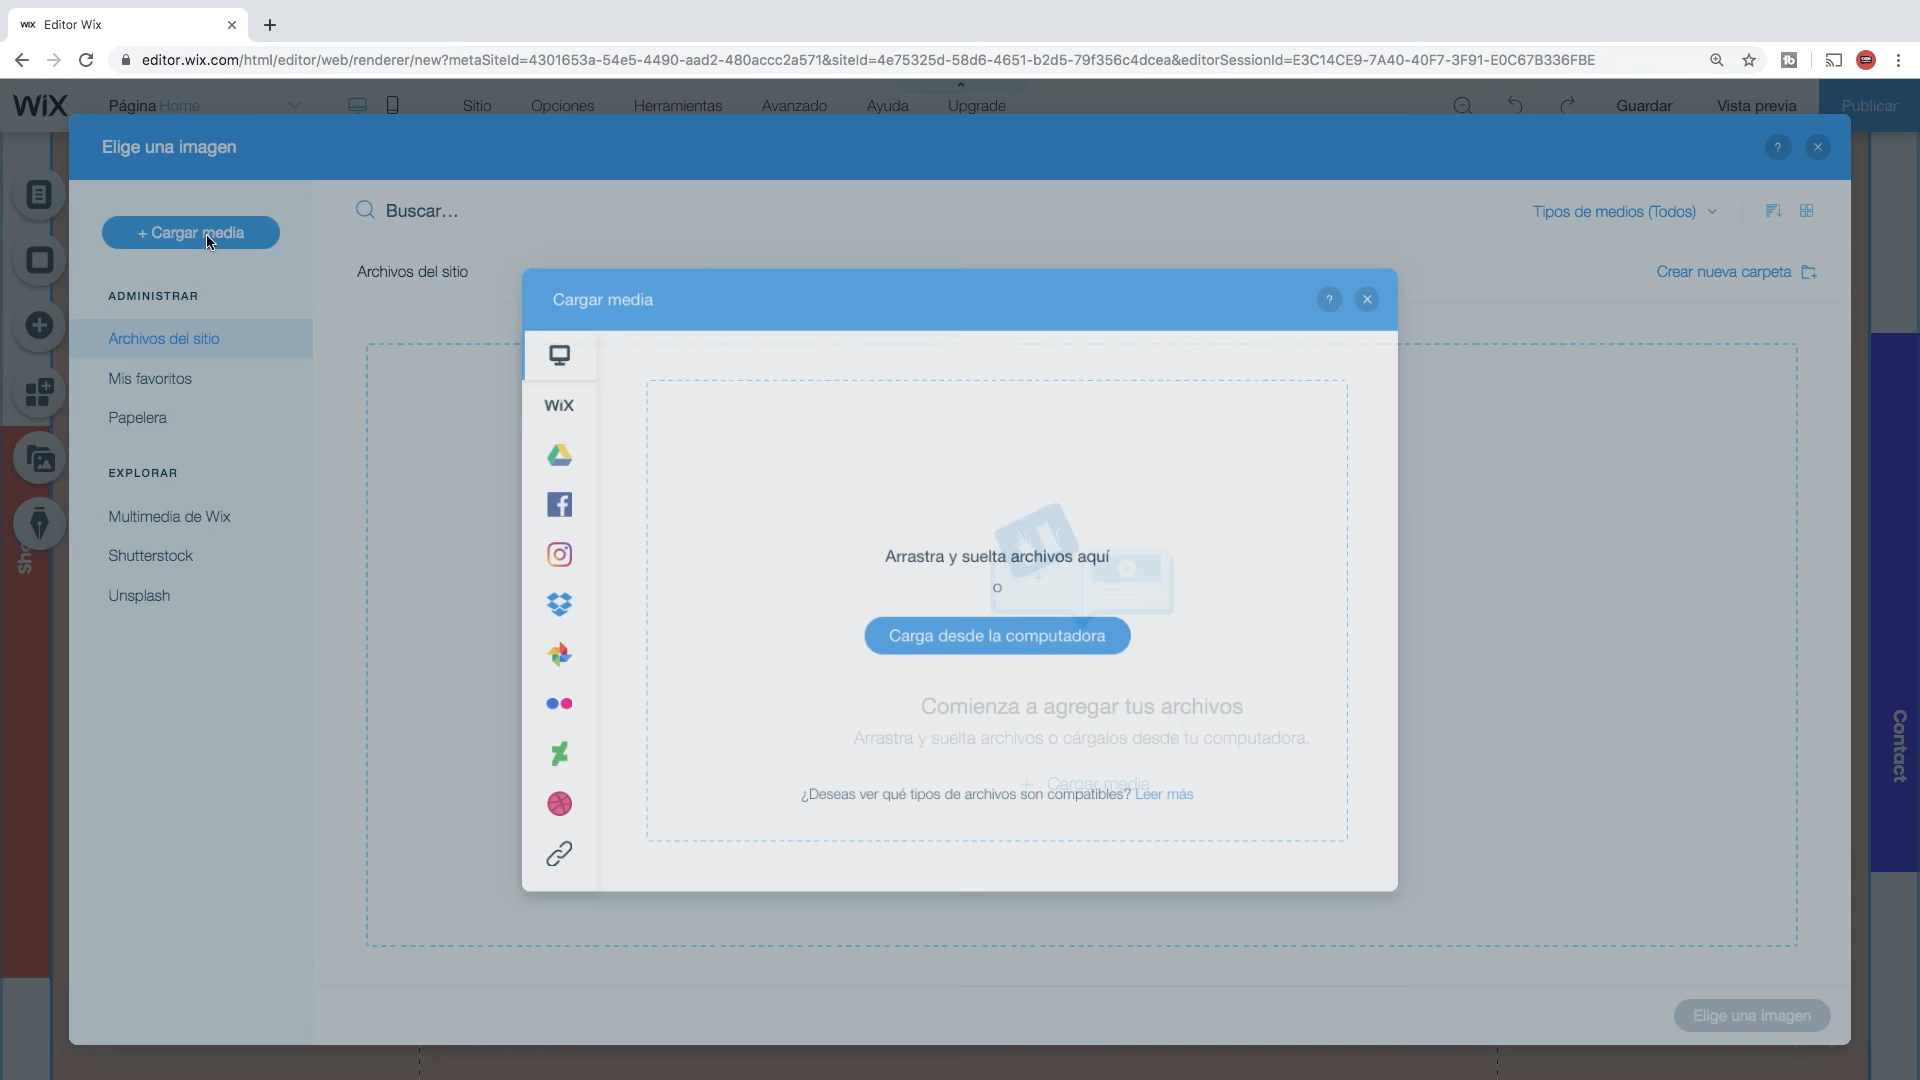 WIX Editor Wix
editor.wix.com/html/editor/web/renderer/new?metaSiteId=4301653a-54e5-4490-aad2-480accc2a571&siteId=4e75325d-58d6-4651-b2d5-79f356c4dcea&editorSessionId=E3C14CE9-7A40-40F7-3F91-E0C67B336FBE
WIX Página Home Sitio Opciones Herramientas Avanzado Ayuda Upgrade Guardar Vista previa Publicar
Elige una imagen ?
+ Cargar media
Buscar...
Tipos de medios (Todos)
ADMINISTRAR
Archivos del sitio
Mis favoritos
Papelera
EXPLORAR
Multimedia de Wix
Shutterstock
Unsplash
Archivos del sitio
Crear nueva carpeta
Cargar media ?
WIX
Arrastra y suelta archivos aquí
o
Carga desde la computadora
Comienza a agregar tus archivos
Arrastra y suelta archivos o cárgalos desde tu computadora.
+ Cargar media
¿Deseas ver qué tipos de archivos son compatibles? Leer más
Elige una imagen
Contact